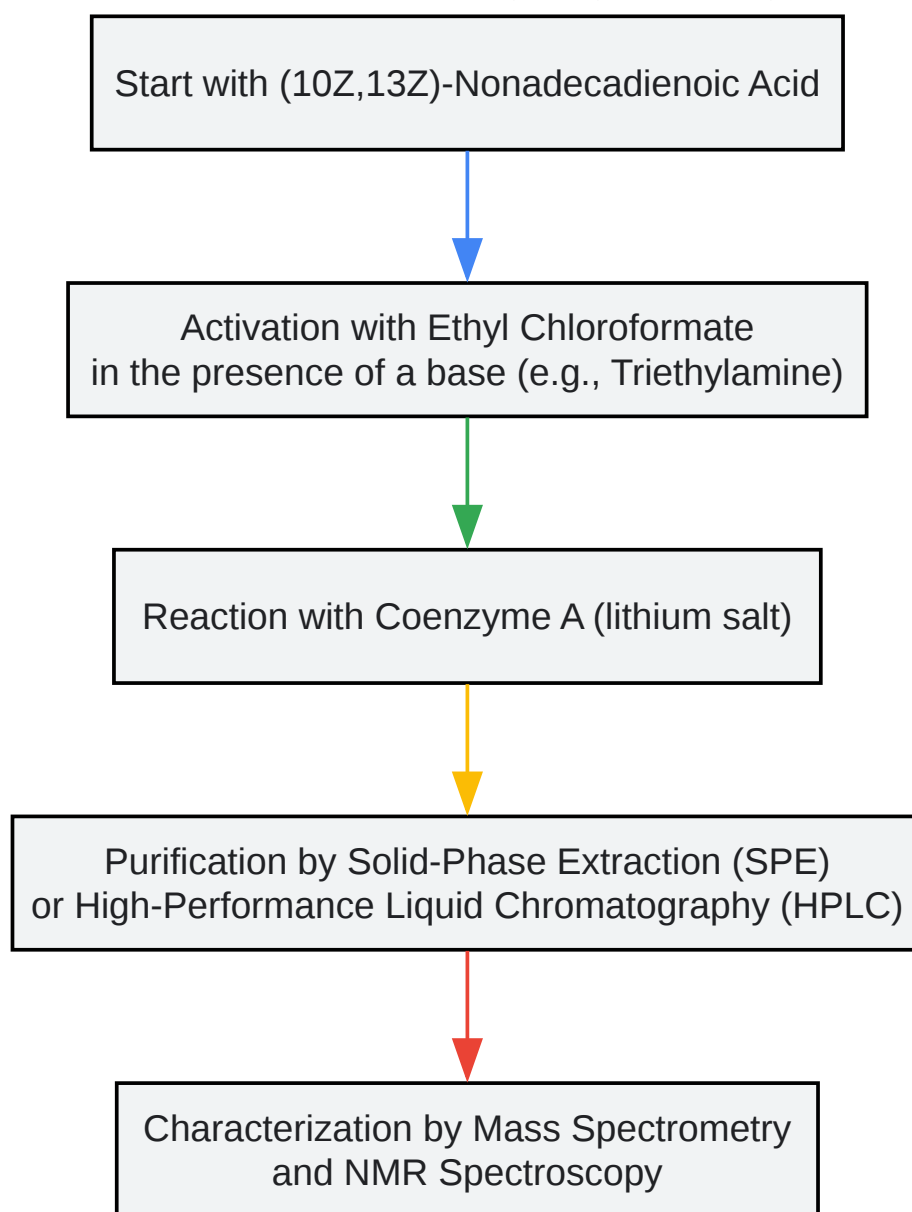 Start with (10Z,13Z)-Nonadecadienoic Acid
Activation with Ethyl Chloroformate
in the presence of a base (e.g., Triethylamine)
Reaction with Coenzyme A (lithium salt)
Purification by Solid-Phase Extraction (SPE)
or High-Performance Liquid Chromatography (HPLC)
Characterization by Mass Spectrometry
and NMR Spectroscopy